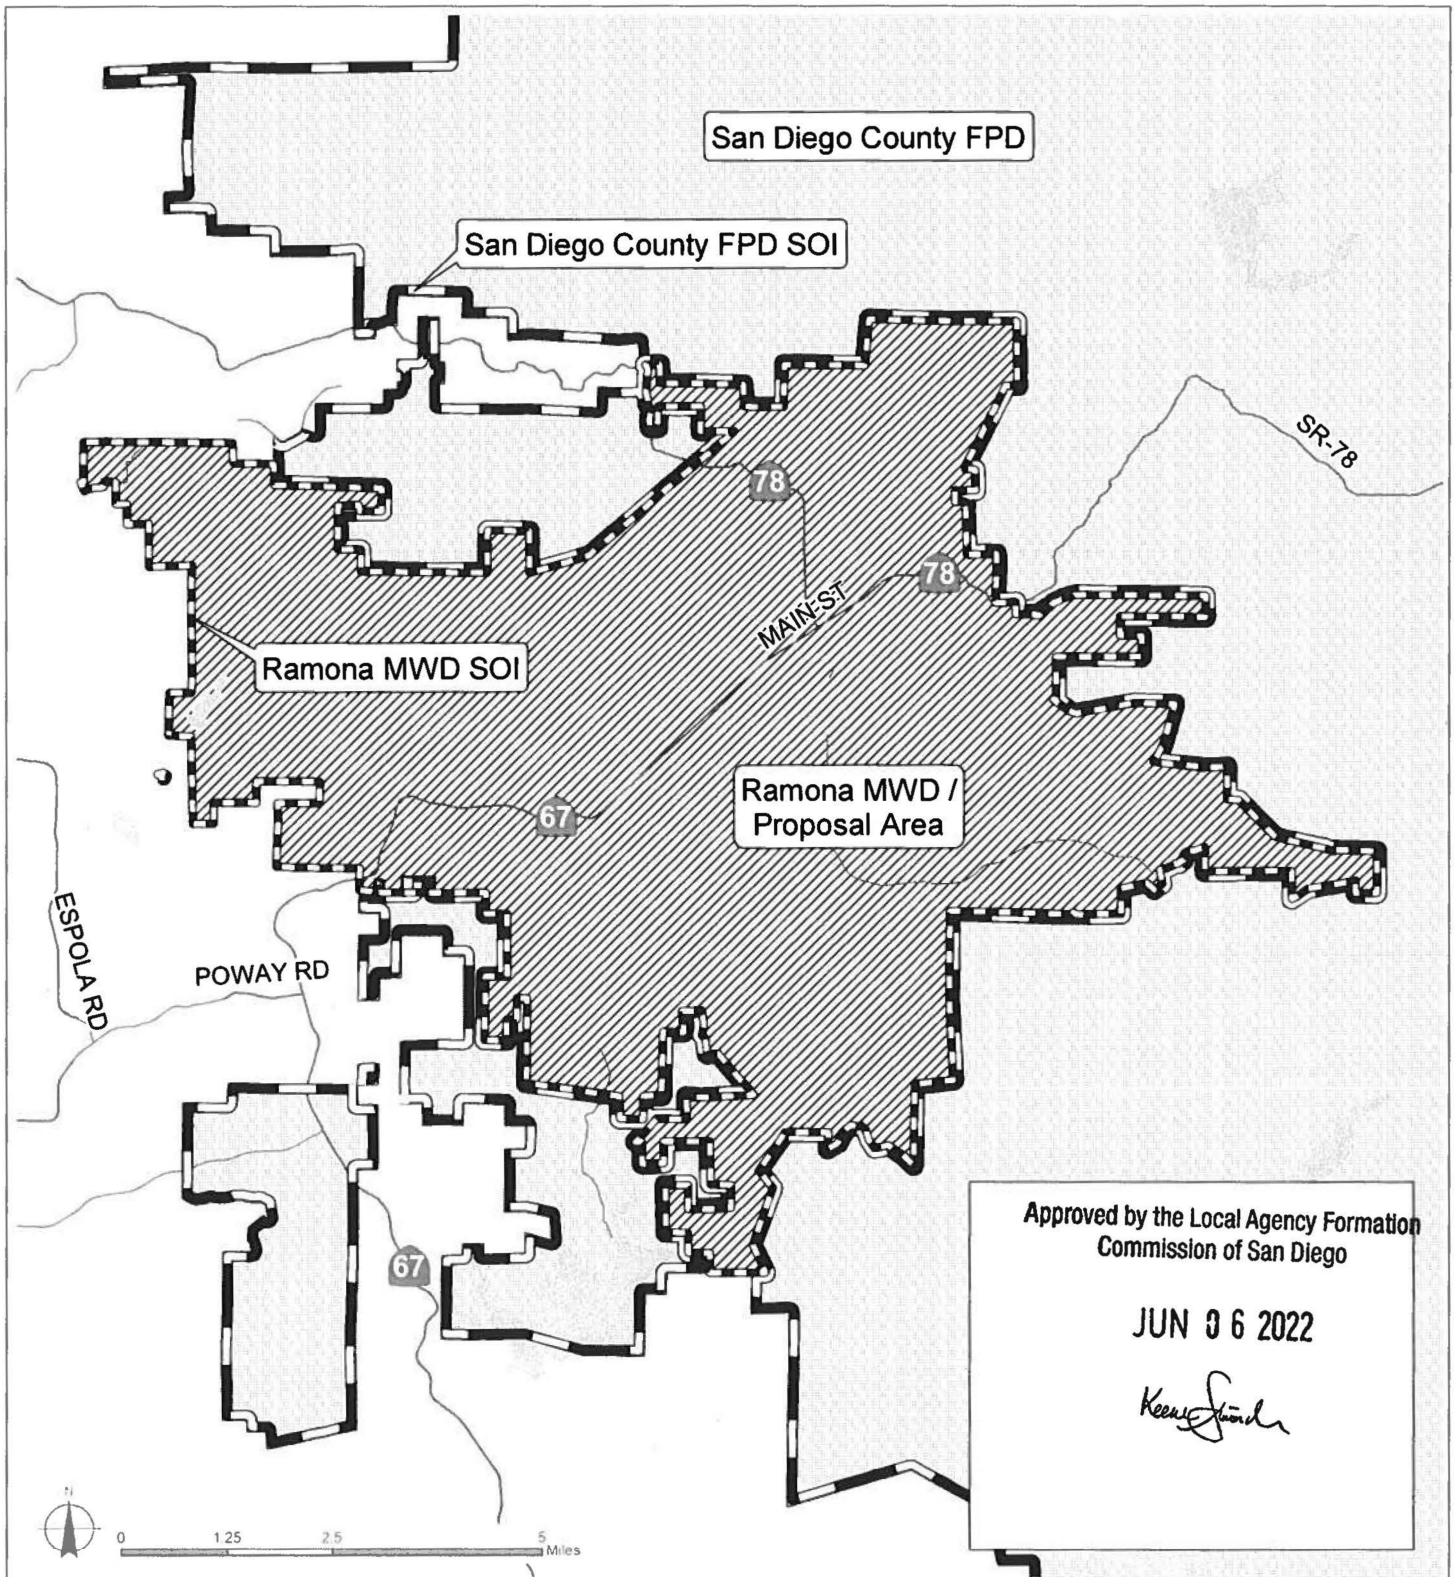 San Diego County FPD
San Diego County FPD SOI
SR-78
78
78
MAIN ST
Ramona MWD SOI
Ramona MWD /
Proposal Area
67
ESPOLA RD
POWAY RD
67
Approved by the Local Agency Formation
Commission of San Diego
JUN 06 2022
N
0 1.25 2.5 5
Miles